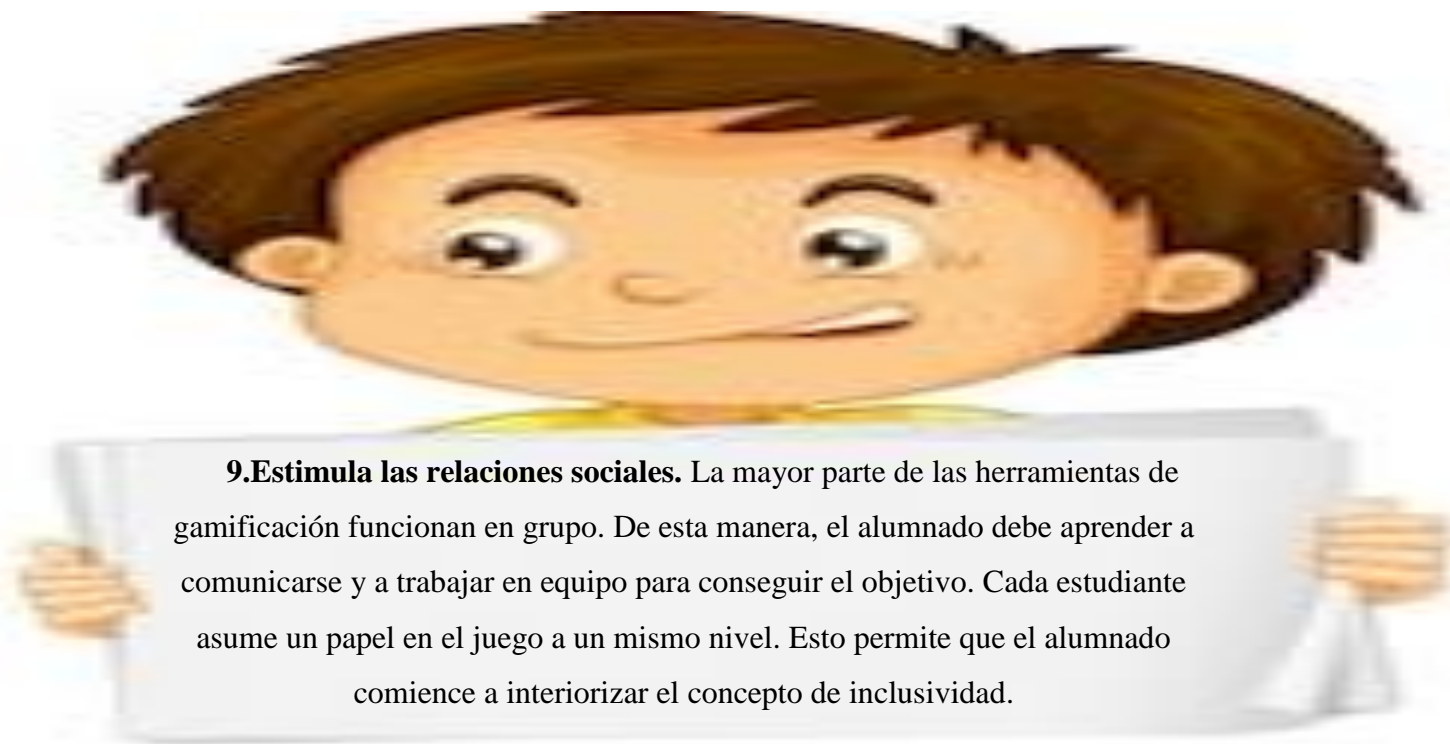 9.Estimula las relaciones sociales. La mayor parte de las herramientas de
gamificación funcionan en grupo. De esta manera, el alumnado debe aprender a
comunicarse y a trabajar en equipo para conseguir el objetivo. Cada estudiante
asume un papel en el juego a un mismo nivel. Esto permite que el alumnado
comience a interiorizar el concepto de inclusividad.